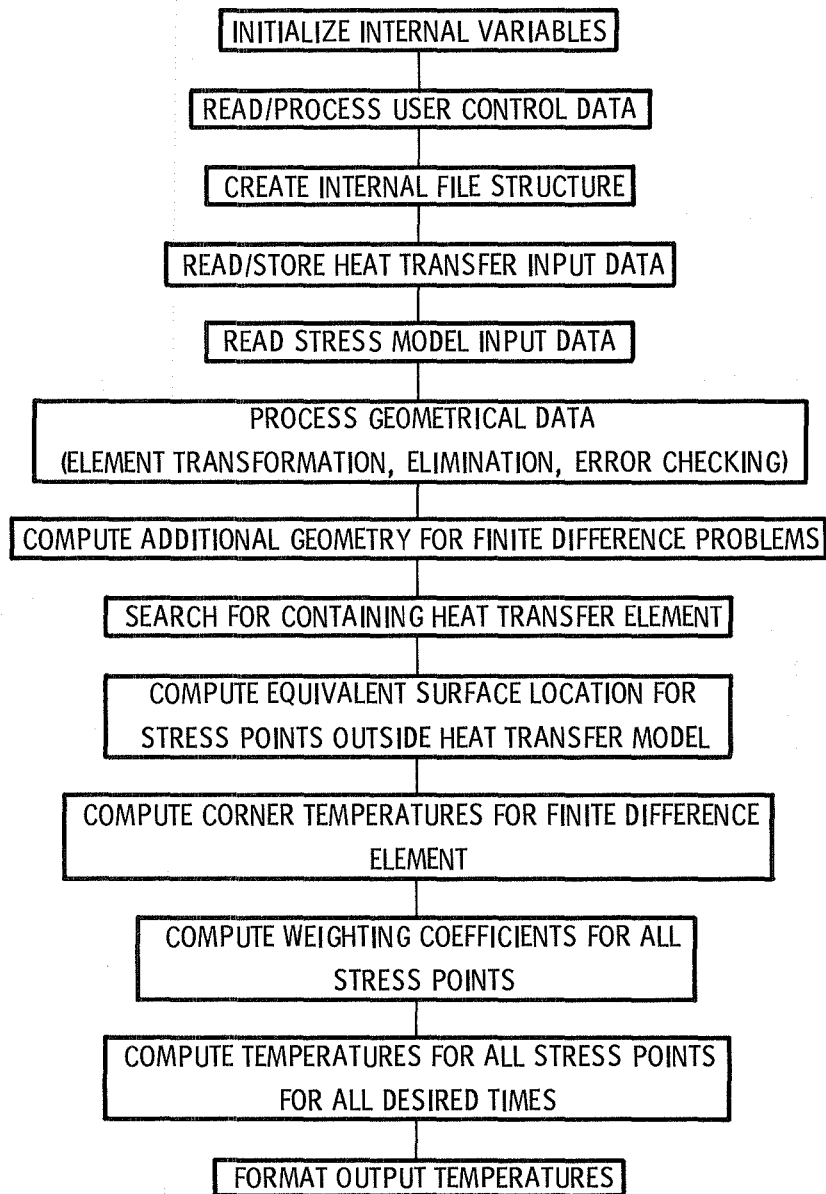 INITIALIZE INTERNAL VARIABLES
READ/PROCESS USER CONTROL DATA
CREATE INTERNAL FILE STRUCTURE
READ/STORE HEAT TRANSFER INPUT DATA
READ STRESS MODEL INPUT DATA
PROCESS GEOMETRICAL DATA
(ELEMENT TRANSFORMATION, ELIMINATION, ERROR CHECKING)
COMPUTE ADDITIONAL GEOMETRY FOR FINITE DIFFERENCE PROBLEMS
SEARCH FOR CONTAINING HEAT TRANSFER ELEMENT
COMPUTE EQUIVALENT SURFACE LOCATION FOR
STRESS POINTS OUTSIDE HEAT TRANSFER MODEL
COMPUTE CORNER TEMPERATURES FOR FINITE DIFFERENCE
ELEMENT
COMPUTE WEIGHTING COEFFICIENTS FOR ALL
STRESS POINTS
COMPUTE TEMPERATURES FOR ALL STRESS POINTS
FOR ALL DESIRED TIMES
FORMAT OUTPUT TEMPERATURES